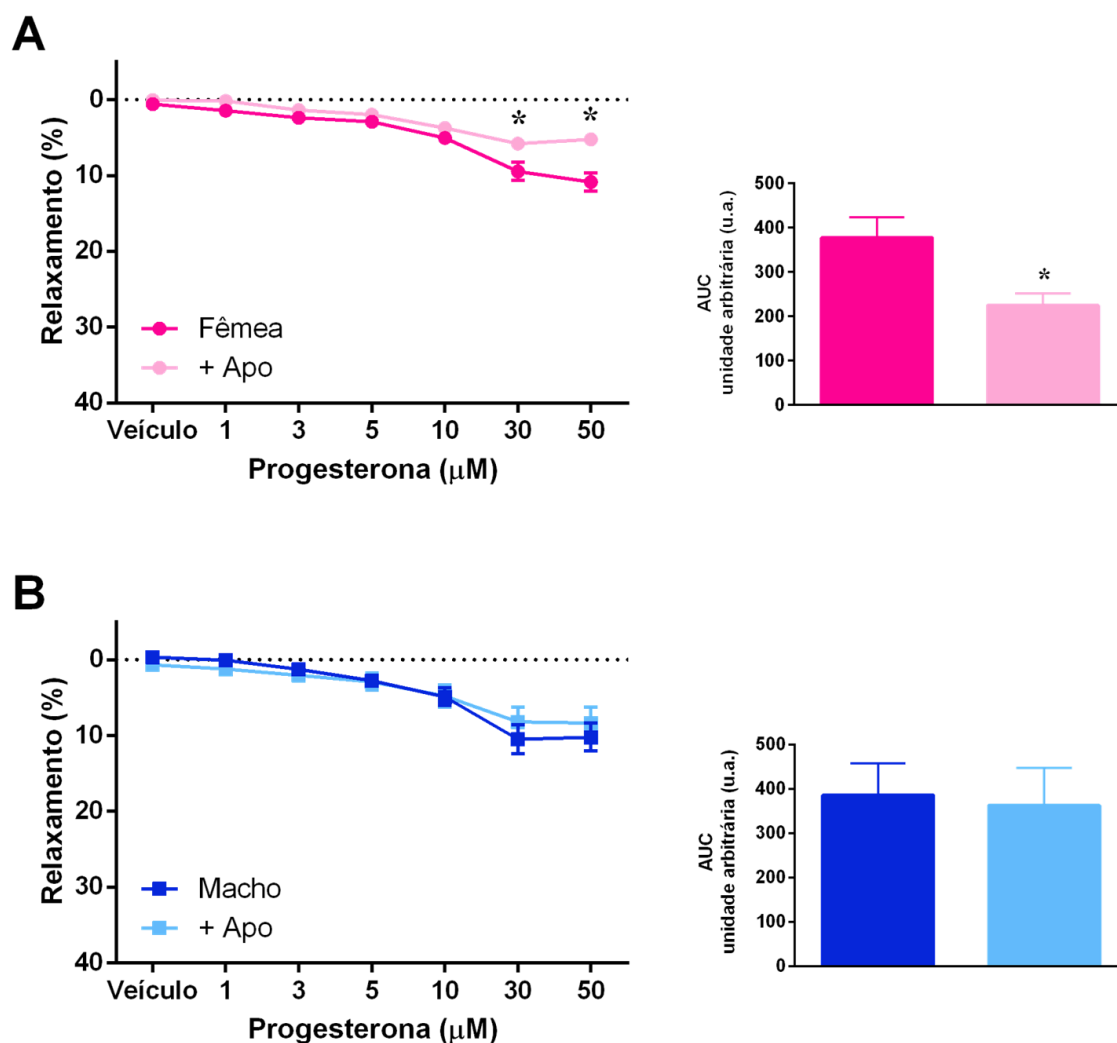 A
Relaxamento (%)
0
10
20
30
40
* *
Fêmea
+ Apo
Veículo 1 3 5 10 30 50
Progesterona (μM)
AUC
unidade arbitrária (u.a.)
500
400
300
200
100
0
*
B
Relaxamento (%)
0
10
20
30
40
Macho
+ Apo
Veículo 1 3 5 10 30 50
Progesterona (μM)
AUC
unidade arbitrária (u.a.)
500
400
300
200
100
0